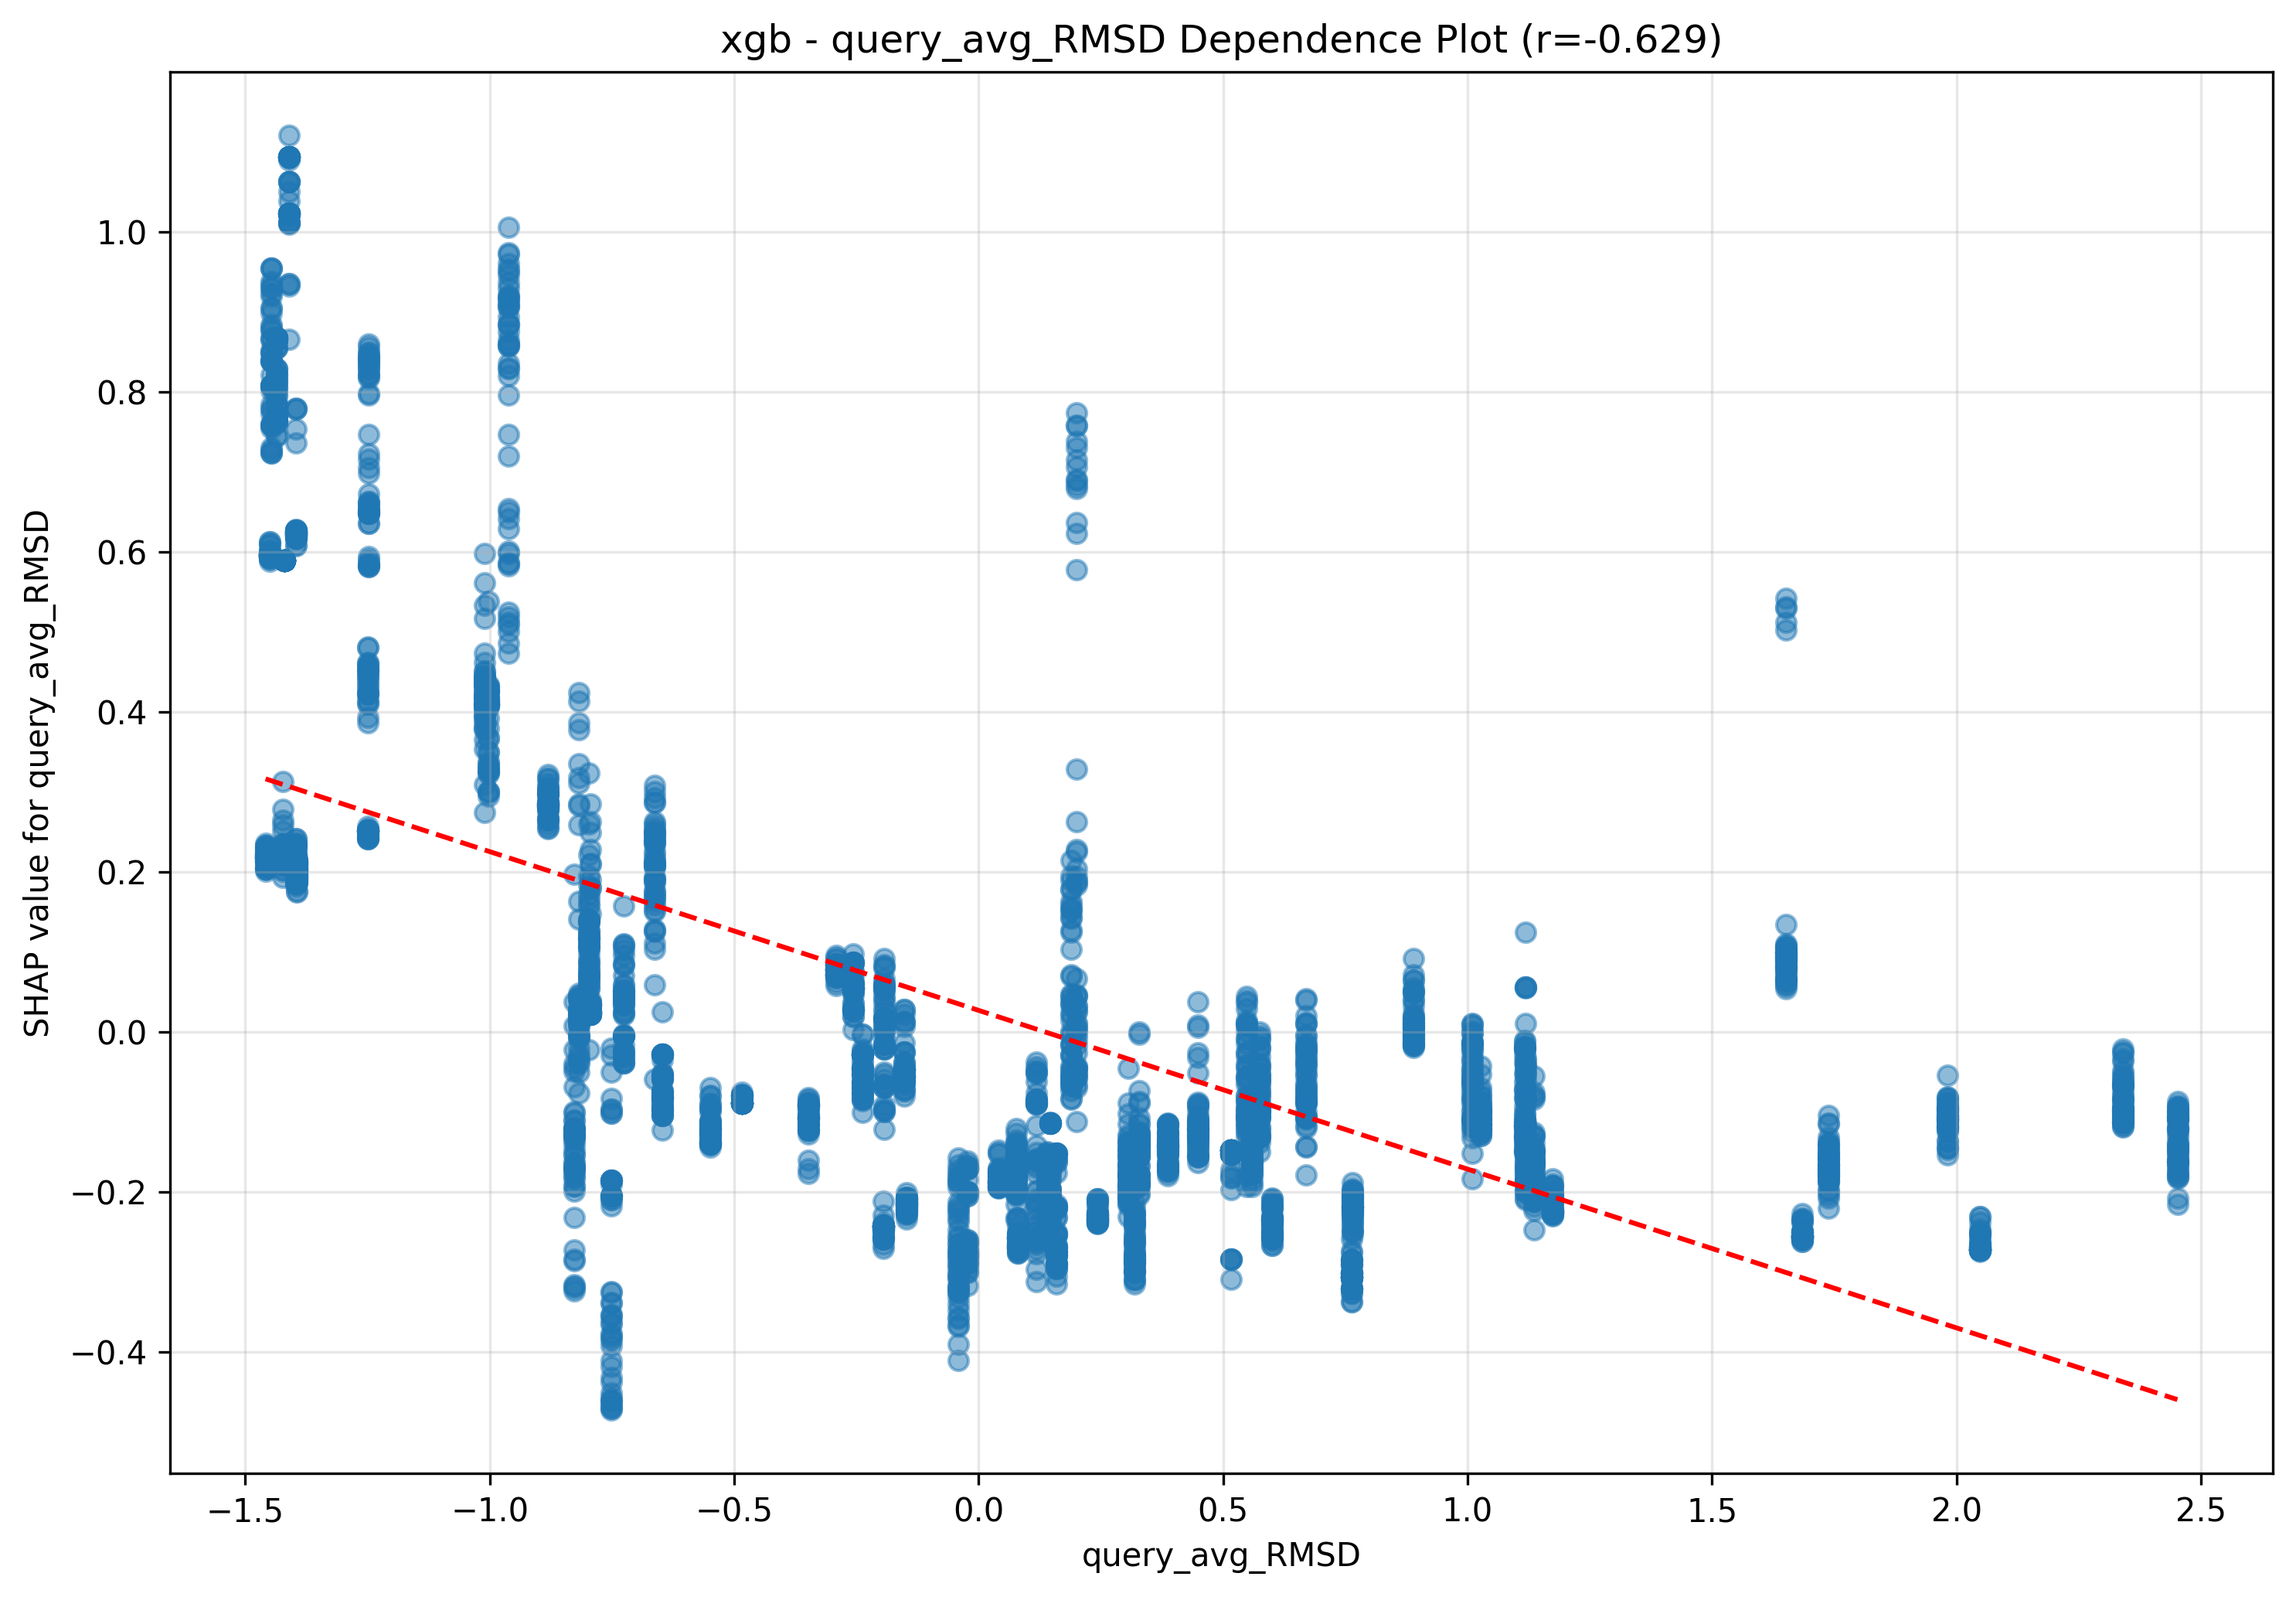 xgb - query_avg_RMSD Dependence Plot (r=-0.629)
SHAP value for query_avg_RMSD
1.0
0.8
0.6
0.4
0.2
0.0
−0.2
−0.4
−1.5 −1.0 −0.5 0.0 0.5 1.0 1.5 2.0 2.5
query_avg_RMSD